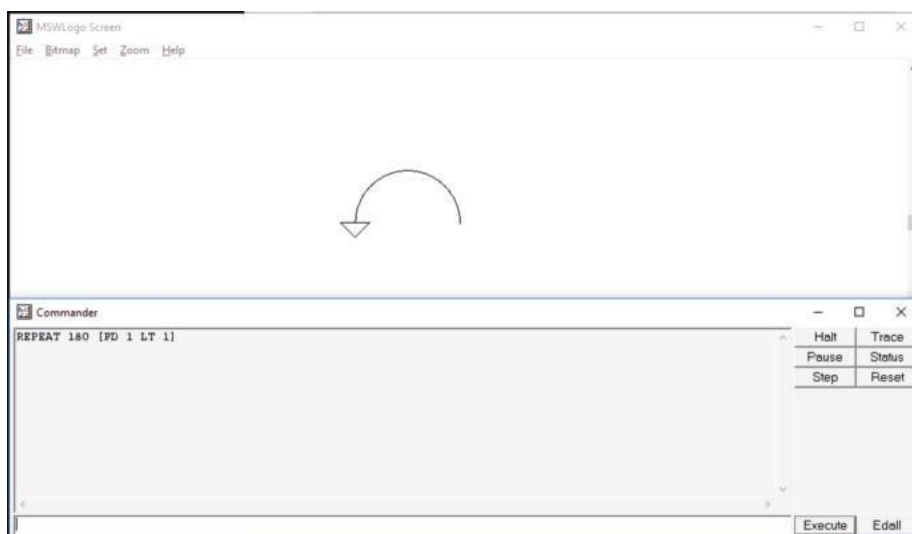 MSWLogo Screen
File Bitmap Set Zoom Help
Commander
REPEAT 180 [FD 1 LT 1]
Halt Trace
Pause Status
Step Reset
Execute Edall